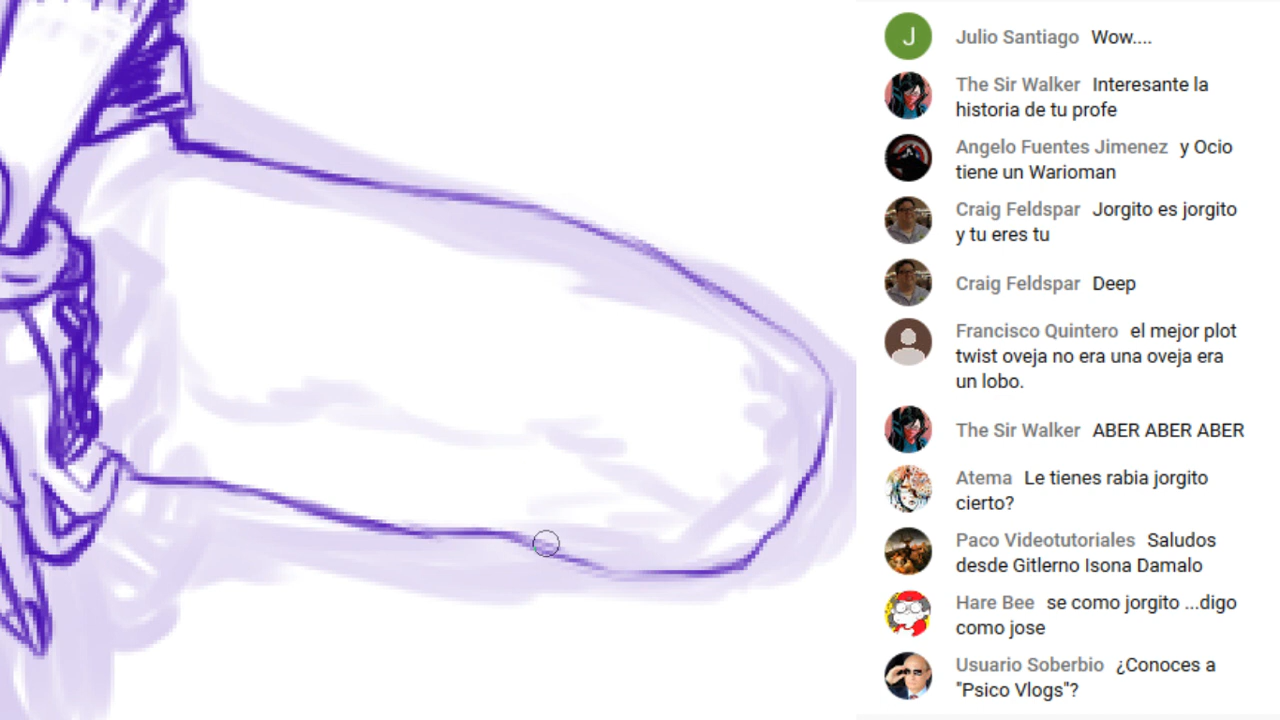 J
Julio Santiago Wow....
The Sir Walker Interesante la
historia de tu profe
Angelo Fuentes Jimenez y Ocio
tiene un Warioman
Craig Feldspar Jorgito es jorgito
y tu eres tu
Craig Feldspar Deep
Francisco Quintero el mejor plot
twist oveja no era una oveja era
un lobo.
The Sir Walker ABER ABER ABER
Atema Le tienes rabia jorgito
cierto?
Paco Videotutoriales Saludos
desde Gitlerno Isona Damalo
Hare Bee se como jorgito ...digo
como jose
Usuario Soberbio ¿Conoces a
"Psico Vlogs"?